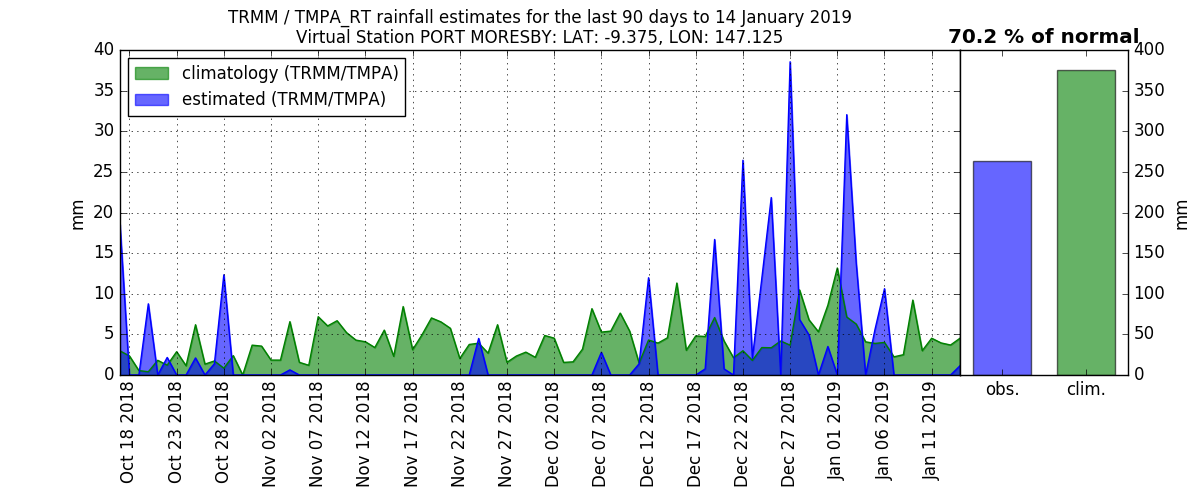 TRMM / TMPA_RT rainfall estimates for the last 90 days to 14 January 2019
Virtual Station PORT MORESBY: LAT: -9.375, LON: 147.125
70.2 % of normal
climatology (TRMM/TMPA)
estimated (TRMM/TMPA)
40
35
30
25
20
15
10
5
0
mm
Oct 18 2018
Oct 23 2018
Oct 28 2018
Nov 02 2018
Nov 07 2018
Nov 12 2018
Nov 17 2018
Nov 22 2018
Nov 27 2018
Dec 02 2018
Dec 07 2018
Dec 12 2018
Dec 17 2018
Dec 22 2018
Dec 27 2018
Jan 01 2019
Jan 06 2019
Jan 11 2019
obs.
clim.
400
350
300
250
200
150
100
50
0
mm